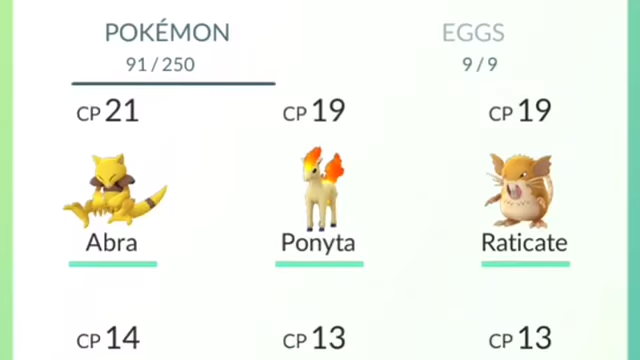 POKÉMON EGGS
91 / 250 9 / 9
CP 21 CP 19 CP 19
Abra Ponyta Raticate
CP 14 CP 13 CP 13